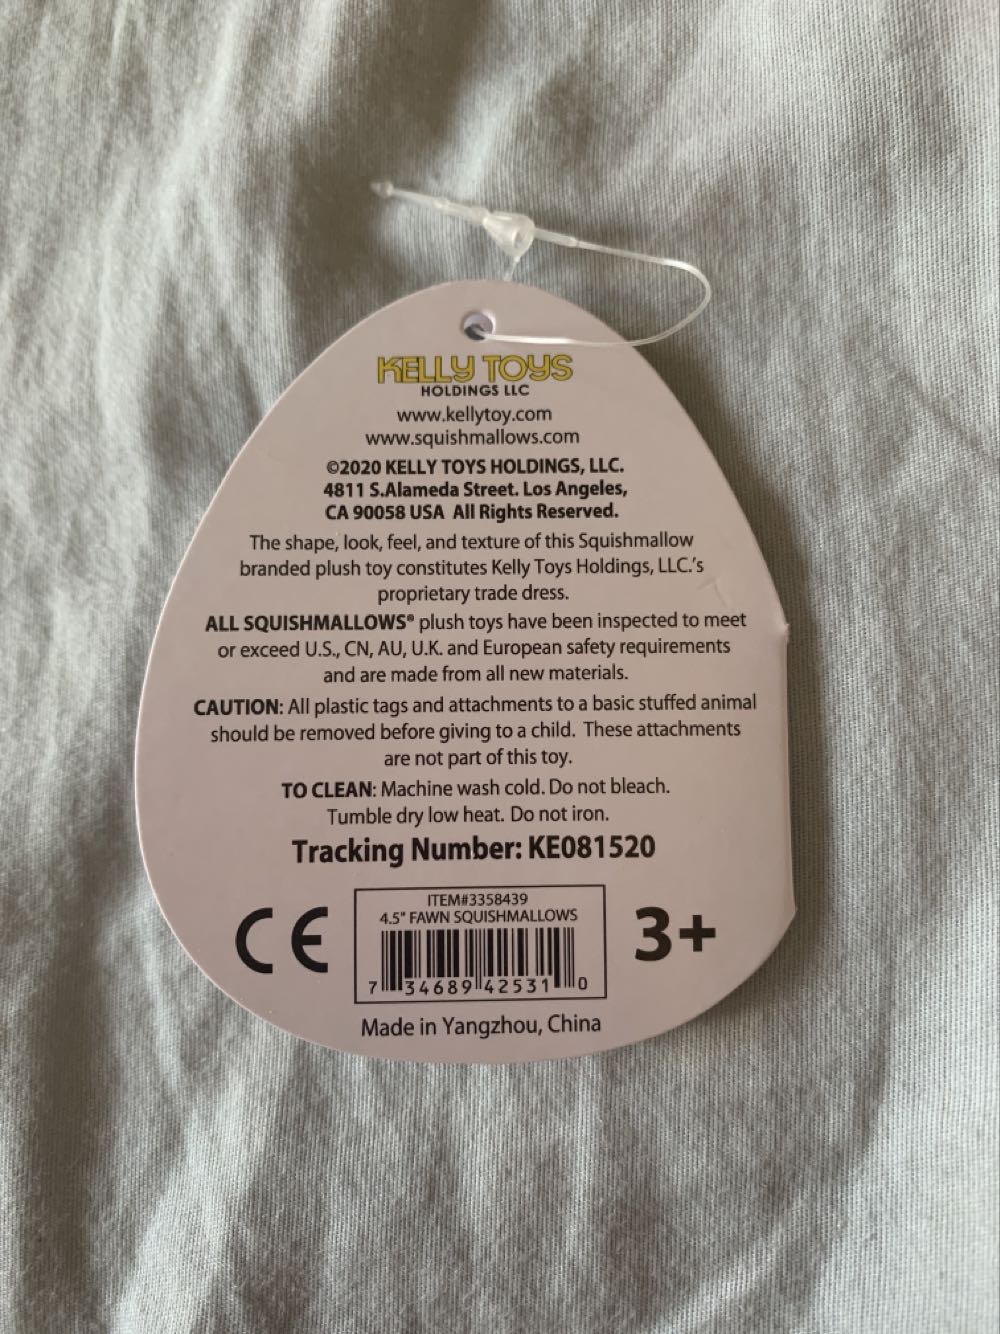 KELLY TOYS
HOLDINGS LLC
www.kellytoy.com
www.squishmallows.com
©2020 KELLY TOYS HOLDINGS, LLC.
4811 S.Alameda Street. Los Angeles,
CA 90058 USA All Rights Reserved.
The shape, look, feel, and texture of this Squishmallow
branded plush toy constitutes Kelly Toys Holdings, LLC.'s
proprietary trade dress.
ALL SQUISHMALLOWS® plush toys have been inspected to meet
or exceed U.S., CN, AU, U.K. and European safety requirements
and are made from all new materials.
CAUTION: All plastic tags and attachments to a basic stuffed animal
should be removed before giving to a child. These attachments
are not part of this toy.
TO CLEAN: Machine wash cold. Do not bleach.
Tumble dry low heat. Do not iron.
Tracking Number: KE081520
CE
ITEM#3358439
4.5" FAWN SQUISHMALLOWS
7 34689 42531 0
3+
Made in Yangzhou, China